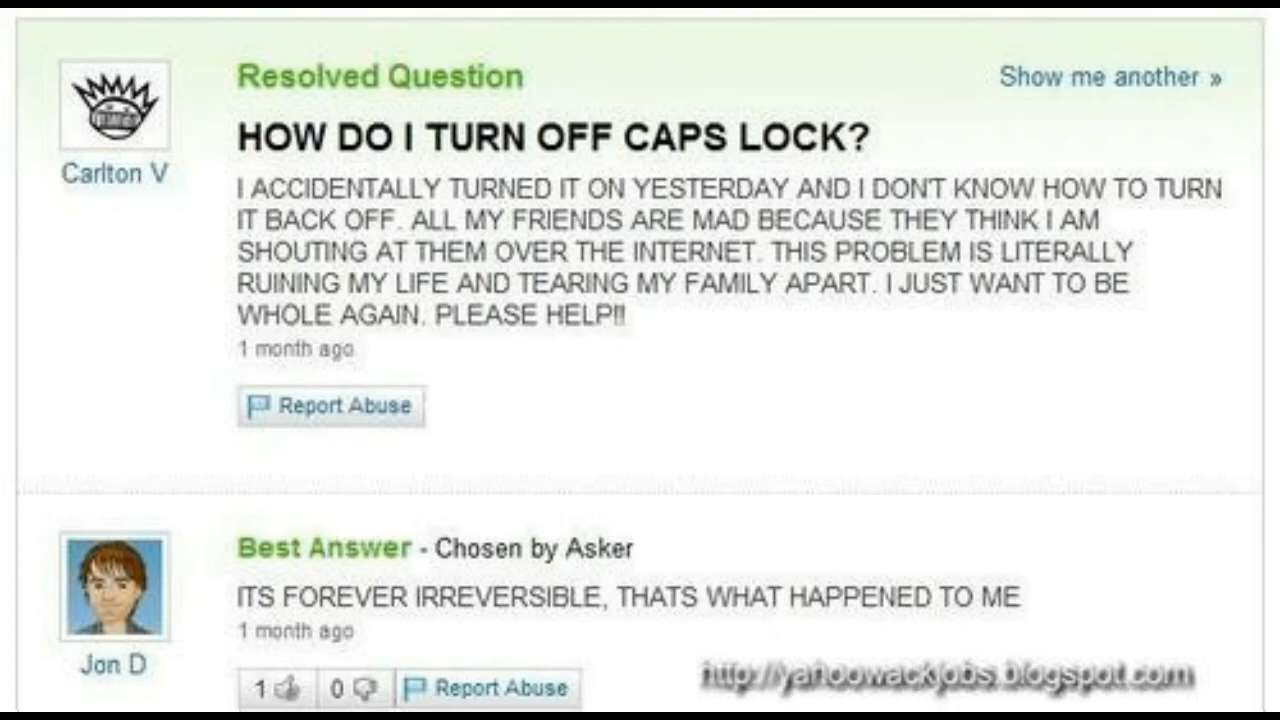 Resolved Question
Show me another »
HOW DO I TURN OFF CAPS LOCK?
Carlton V
I ACCIDENTALLY TURNED IT ON YESTERDAY AND I DON'T KNOW HOW TO TURN
IT BACK OFF. ALL MY FRIENDS ARE MAD BECAUSE THEY THINK I AM
SHOUTING AT THEM OVER THE INTERNET. THIS PROBLEM IS LITERALLY
RUINING MY LIFE AND TEARING MY FAMILY APART. I JUST WANT TO BE
WHOLE AGAIN. PLEASE HELP!!
1 month ago
Report Abuse
Best Answer - Chosen by Asker
ITS FOREVER IRREVERSIBLE, THATS WHAT HAPPENED TO ME
1 month ago
Jon D
1 0 Report Abuse
http://yahoowackjobs.blogspot.com